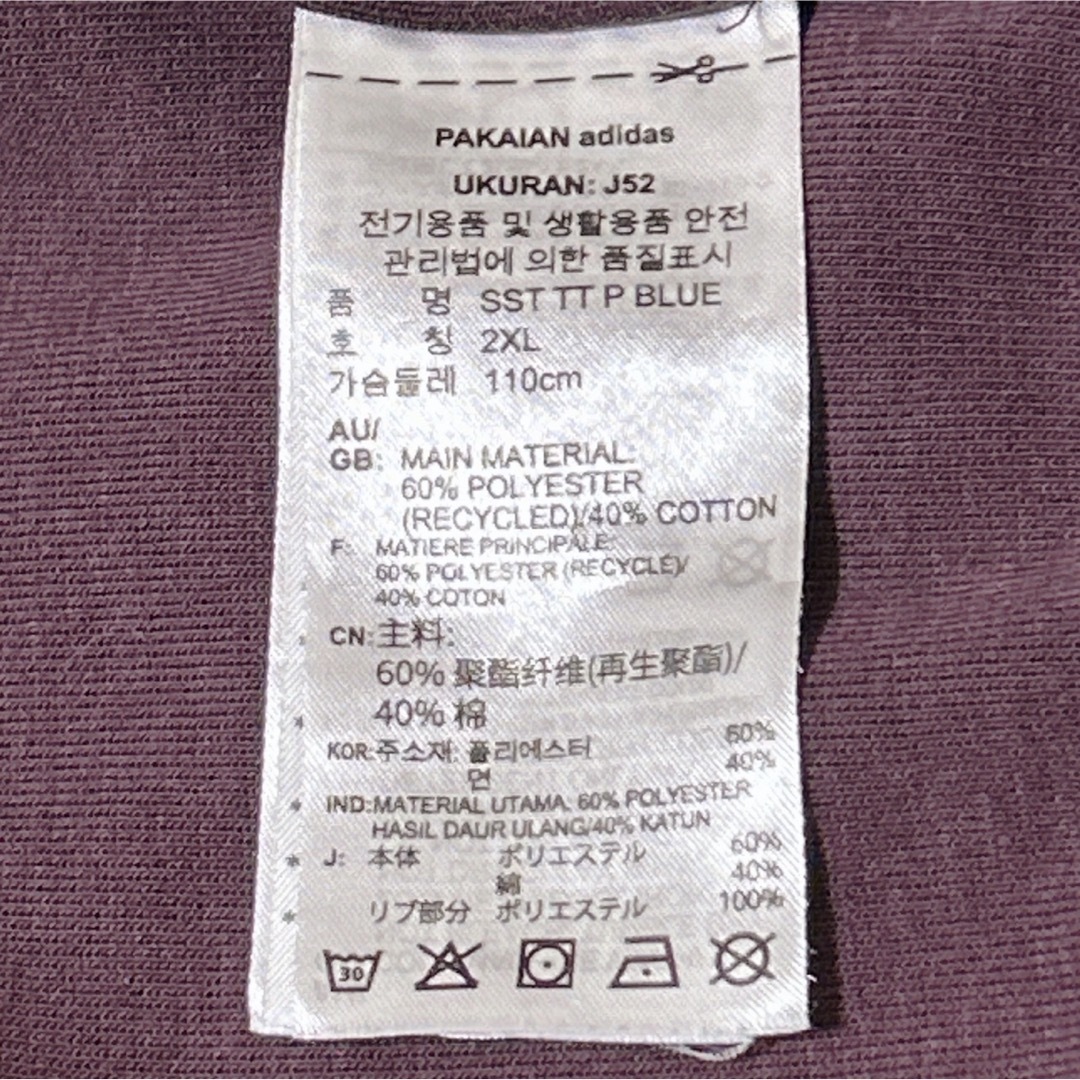 PAKAIAN adidas
UKURAN: J52
전기용품 및 생활용품 안전
관리법에 의한 품질표시
품 명 SST TT P BLUE
호 칭 2XL
가슴둘레 110cm
AU/
GB: MAIN MATERIAL:
60% POLYESTER
(RECYCLED)/40% COTTON
F: MATIERE PRINCIPALE:
60% POLYESTER (RECYCLE)/
40% COTON
CN: 主料:
60% 聚酯纤维(再生聚酯)/
40% 棉
KOR: 주소재: 폴리에스터 60%
면 40%
IND: MATERIAL UTAMA: 60% POLYESTER
HASIL DAUR ULANG/40% KATUN
J: 本体 ポリエステル 60%
綿 40%
リブ部分 ポリエステル 100%
30